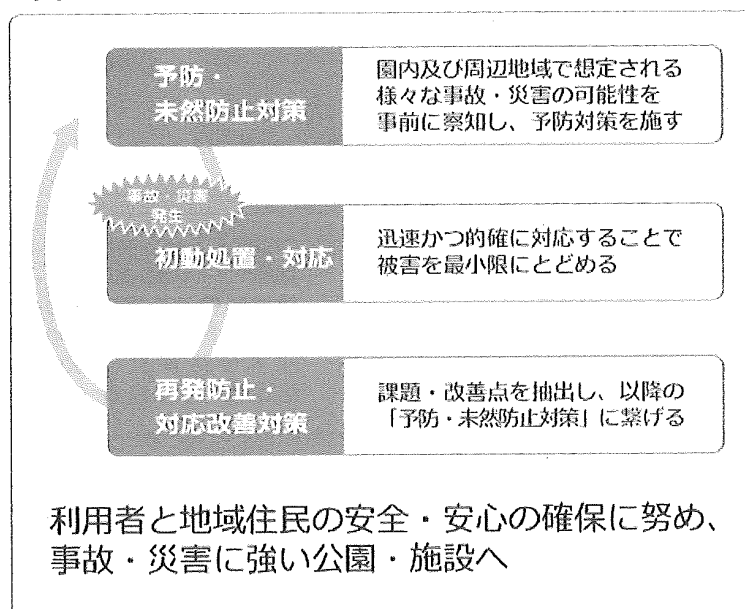 予防・
未然防止対策
園内及び周辺地域で想定される
様々な事故・災害の可能性を
事前に察知し、予防対策を施す
事故・災害
発生
初動処置・対応
迅速かつ的確に対応することで
被害を最小限にとどめる
再発防止・
対応改善対策
課題・改善点を抽出し、以降の
「予防・未然防止対策」に繋げる
利用者と地域住民の安全・安心の確保に努め、
事故・災害に強い公園・施設へ